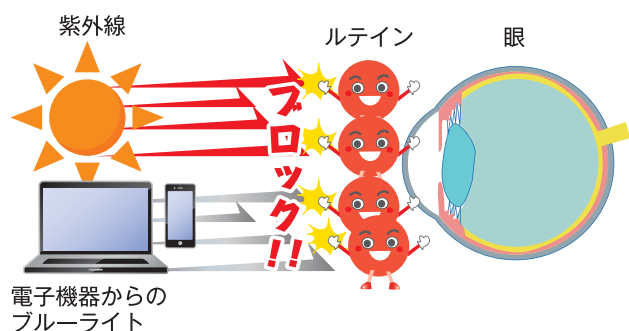 紫外線
ルテイン
眼
ブロック!!
電子機器からの
ブルーライト